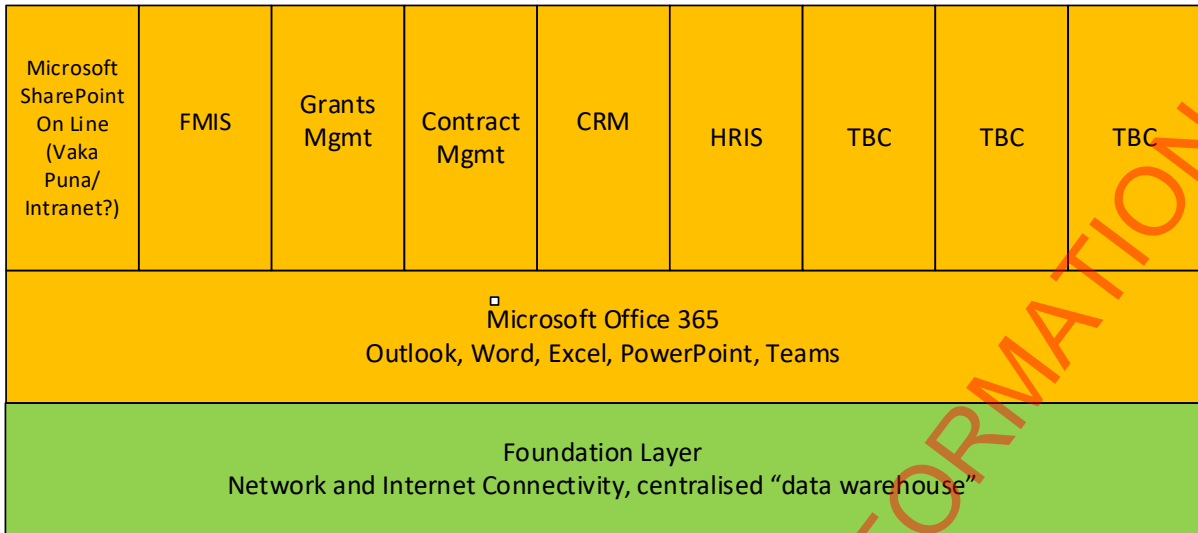 Microsoft
SharePoint
On Line
(Vaka
Puna/
Intranet?)
FMIS
Grants
Mgmt
Contract
Mgmt
CRM
HRIS
TBC
TBC
TBC
Microsoft Office 365
Outlook, Word, Excel, PowerPoint, Teams
Foundation Layer
Network and Internet Connectivity, centralised “data warehouse”
FORMATION